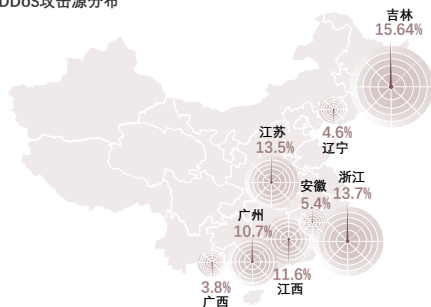 DDoS攻击源分布
吉林
15.64%
4.6%
辽宁
江苏
13.5%
安徽
5.4%
浙江
13.7%
广州
10.7%
11.6%
江西
3.8%
广西